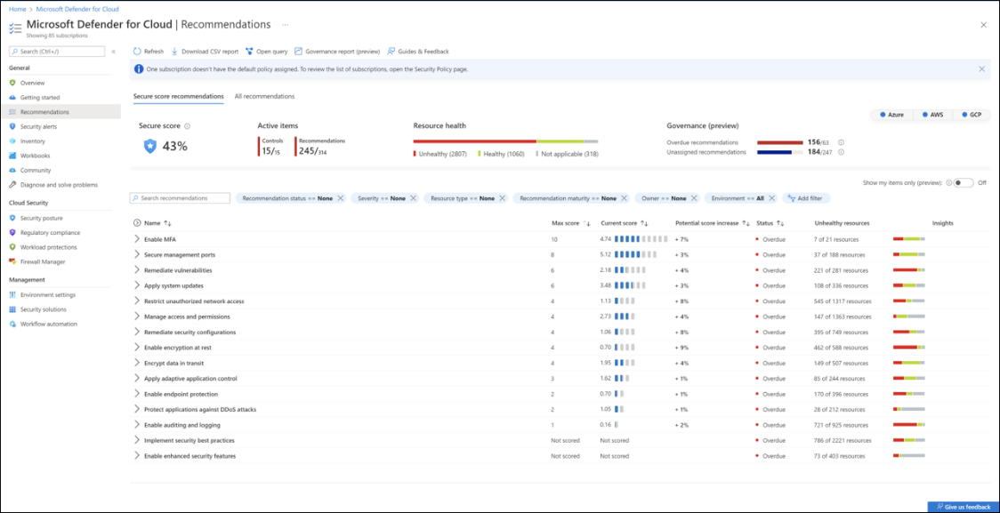 Home > Microsoft Defender for Cloud
Microsoft Defender for Cloud | Recommendations ...
Showing 85 subscriptions
Search (Ctrl+/) «
General
Overview
Getting started
Recommendations
Security alerts
Inventory
Workbooks
Community
Diagnose and solve problems
Cloud Security
Security posture
Regulatory compliance
Workload protections
Firewall Manager
Management
Environment settings
Security solutions
Workflow automation
Refresh Download CSV report Open query Governance report (preview) Guides & Feedback
One subscription doesn't have the default policy assigned. To review the list of subscriptions, open the Security Policy page.
Secure score recommendations All recommendations
Azure AWS GCP
Secure score
43%
Active items
Controls
15/15
Recommendations
245/314
Resource health
Unhealthy (2807) Healthy (1060) Not applicable (318)
Governance (preview)
Overdue recommendations 156/63
Unassigned recommendations 184/247
Show my items only (preview): Off
Search recommendations Recommendation status == None Severity == None Resource type == None Recommendation maturity == None Owner == None Environment == All Add filter
Name ↑↓ Max score ↑↓ Current score ↑↓ Potential score increase ↑↓ Status ↑↓ Unhealthy resources Insights
Enable MFA 10 4.74 + 7% Overdue 7 of 21 resources
Secure management ports 8 5.12 + 3% Overdue 37 of 188 resources
Remediate vulnerabilities 6 2.18 + 4% Overdue 221 of 281 resources
Apply system updates 6 3.48 + 3% Overdue 108 of 336 resources
Restrict unauthorized network access 4 1.13 + 8% Overdue 545 of 1317 resources
Manage access and permissions 4 2.73 + 4% Overdue 147 of 1363 resources
Remediate security configurations 4 1.06 + 8% Overdue 395 of 749 resources
Enable encryption at rest 4 0.70 + 9% Overdue 462 of 588 resources
Encrypt data in transit 4 1.95 + 4% Overdue 149 of 507 resources
Apply adaptive application control 3 1.62 + 1% Overdue 85 of 244 resources
Enable endpoint protection 2 0.70 + 1% Overdue 170 of 396 resources
Protect applications against DDoS attacks 2 1.05 + 1% Overdue 28 of 212 resources
Enable auditing and logging 1 0.16 + 2% Overdue 721 of 925 resources
Implement security best practices Not scored Not scored Overdue 786 of 2221 resources
Enable enhanced security features Not scored Not scored Overdue 73 of 403 resources
Give us feedback